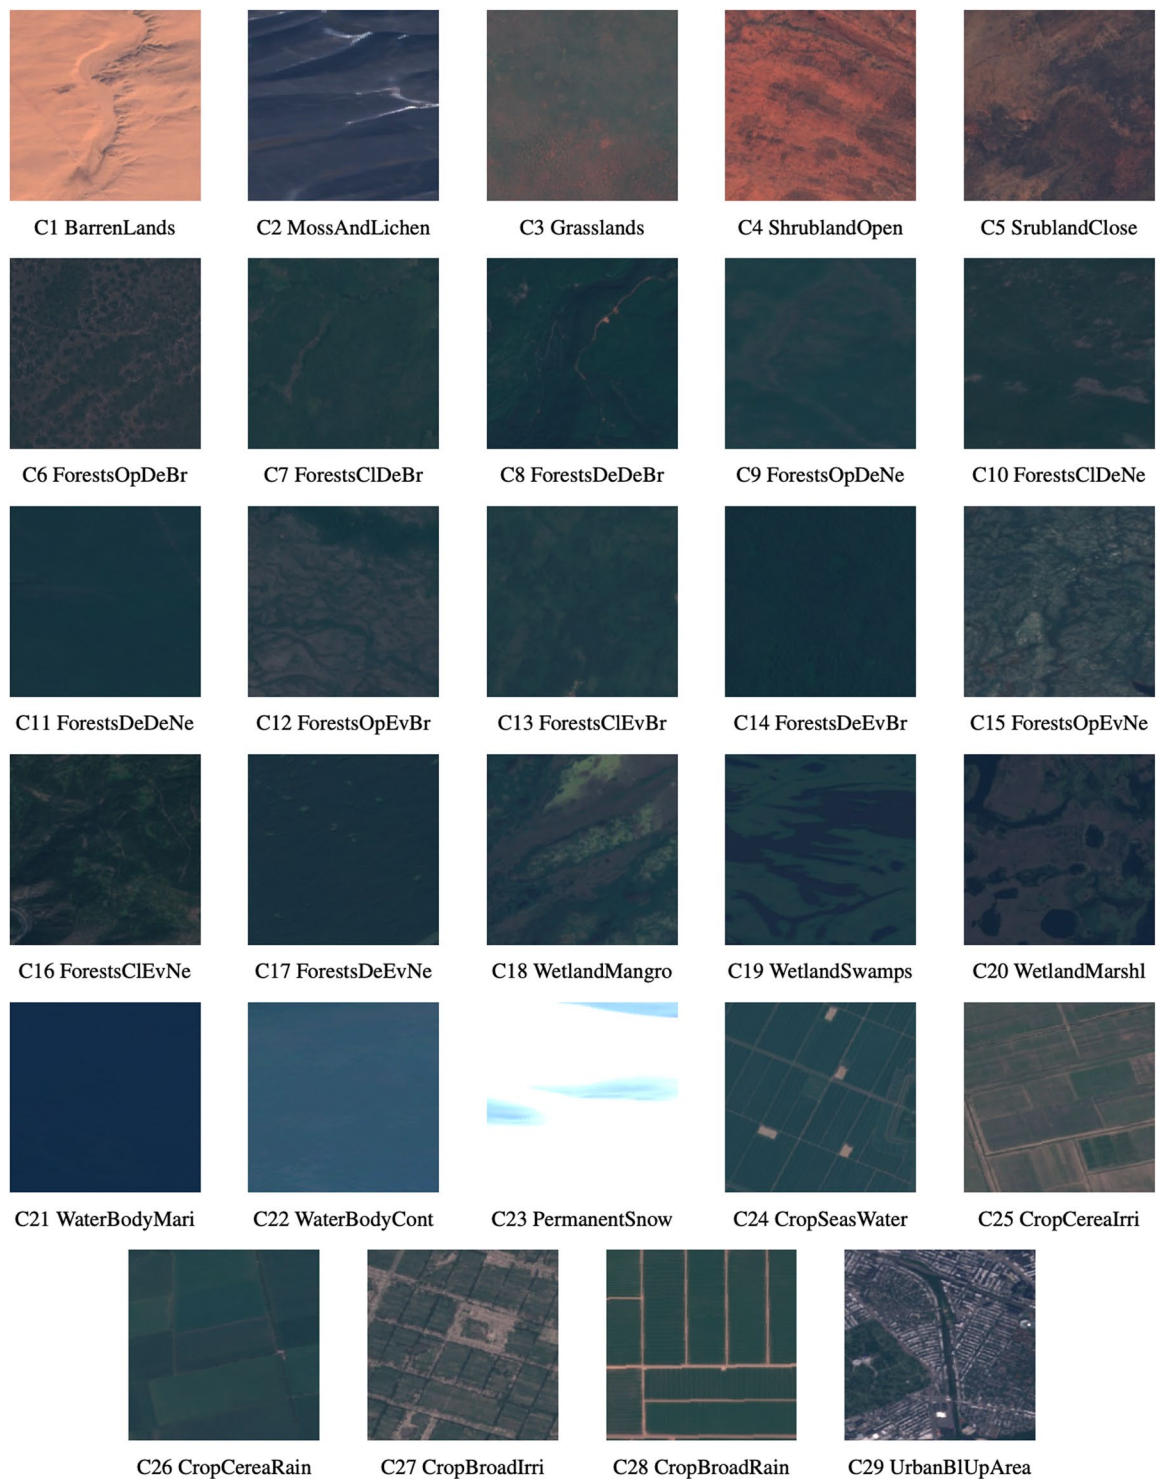 C1 BarrenLands
C2 MossAndLichen
C3 Grasslands
C4 ShrublandOpen
C5 SrublandClose
C6 ForestsOpDeBr
C7 ForestsClDeBr
C8 ForestsDeDeBr
C9 ForestsOpDeNe
C10 ForestsClDeNe
C11 ForestsDeDeNe
C12 ForestsOpEvBr
C13 ForestsClEvBr
C14 ForestsDeEvBr
C15 ForestsOpEvNe
C16 ForestsClEvNe
C17 ForestsDeEvNe
C18 WetlandMangro
C19 WetlandSwamps
C20 WetlandMarshl
C21 WaterBodyMari
C22 WaterBodyCont
C23 PermanentSnow
C24 CropSeasWater
C25 CropCereaIrri
C26 CropCereaRain
C27 CropBroadIrri
C28 CropBroadRain
C29 UrbanBlUpArea